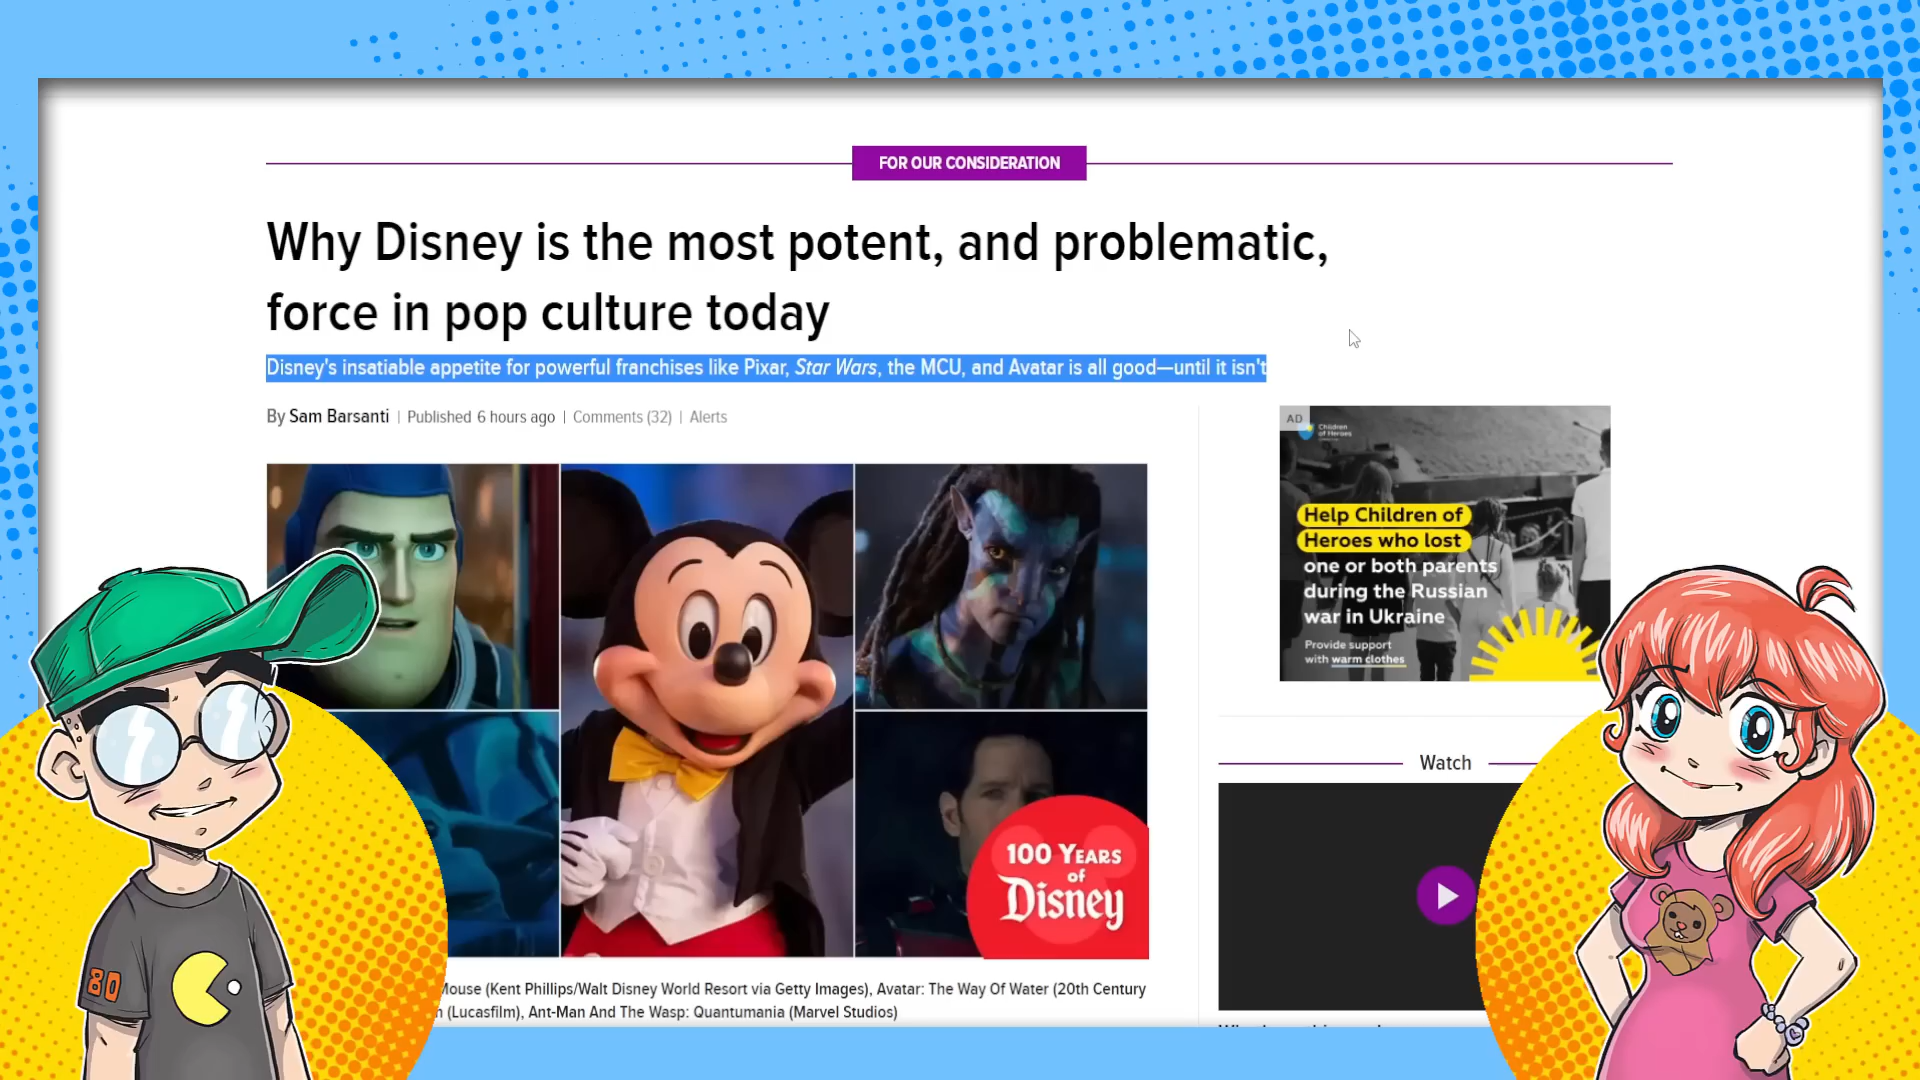 FOR OUR CONSIDERATION
Why Disney is the most potent, and problematic,
force in pop culture today
Disney's insatiable appetite for powerful franchises like Pixar, Star Wars, the MCU, and Avatar is all good—until it isn't
By Sam Barsanti | Published 6 hours ago | Comments (32) | Alerts
AD
Children
of Heroes
Help Children of
Heroes who lost
one or both parents
during the Russian
war in Ukraine
Provide support
with warm clothes
Watch
100 YEARS
of
Disney
80
Mouse (Kent Phillips/Walt Disney World Resort via Getty Images), Avatar: The Way Of Water (20th Century
(Lucasfilm), Ant-Man And The Wasp: Quantumania (Marvel Studios)